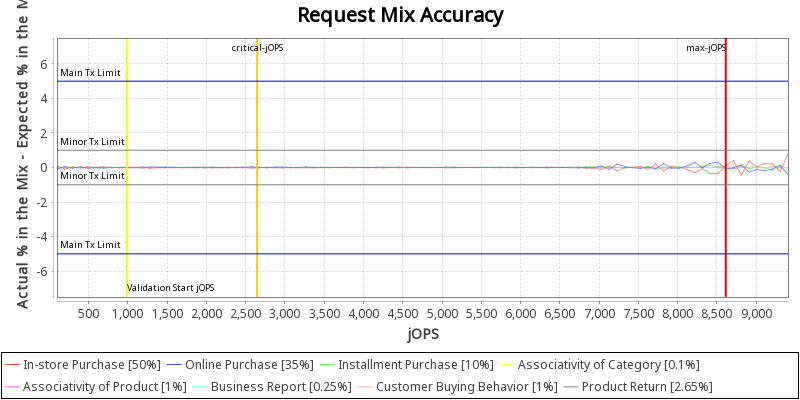 Request Mix Accuracy
Actual % in the Mix - Expected % in the M
critical-jOPS
max-jOPS
6
Main Tx Limit
4
2
Minor Tx Limit
0
Minor Tx Limit
-2
-4
Main Tx Limit
-6
Validation Start jOPS
500 1,000 1,500 2,000 2,500 3,000 3,500 4,000 4,500 5,000 5,500 6,000 6,500 7,000 7,500 8,000 8,500 9,000
jOPS
In-store Purchase [50%] Online Purchase [35%] Installment Purchase [10%] Associativity of Category [0.1%]
Associativity of Product [1%] Business Report [0.25%] Customer Buying Behavior [1%] Product Return [2.65%]